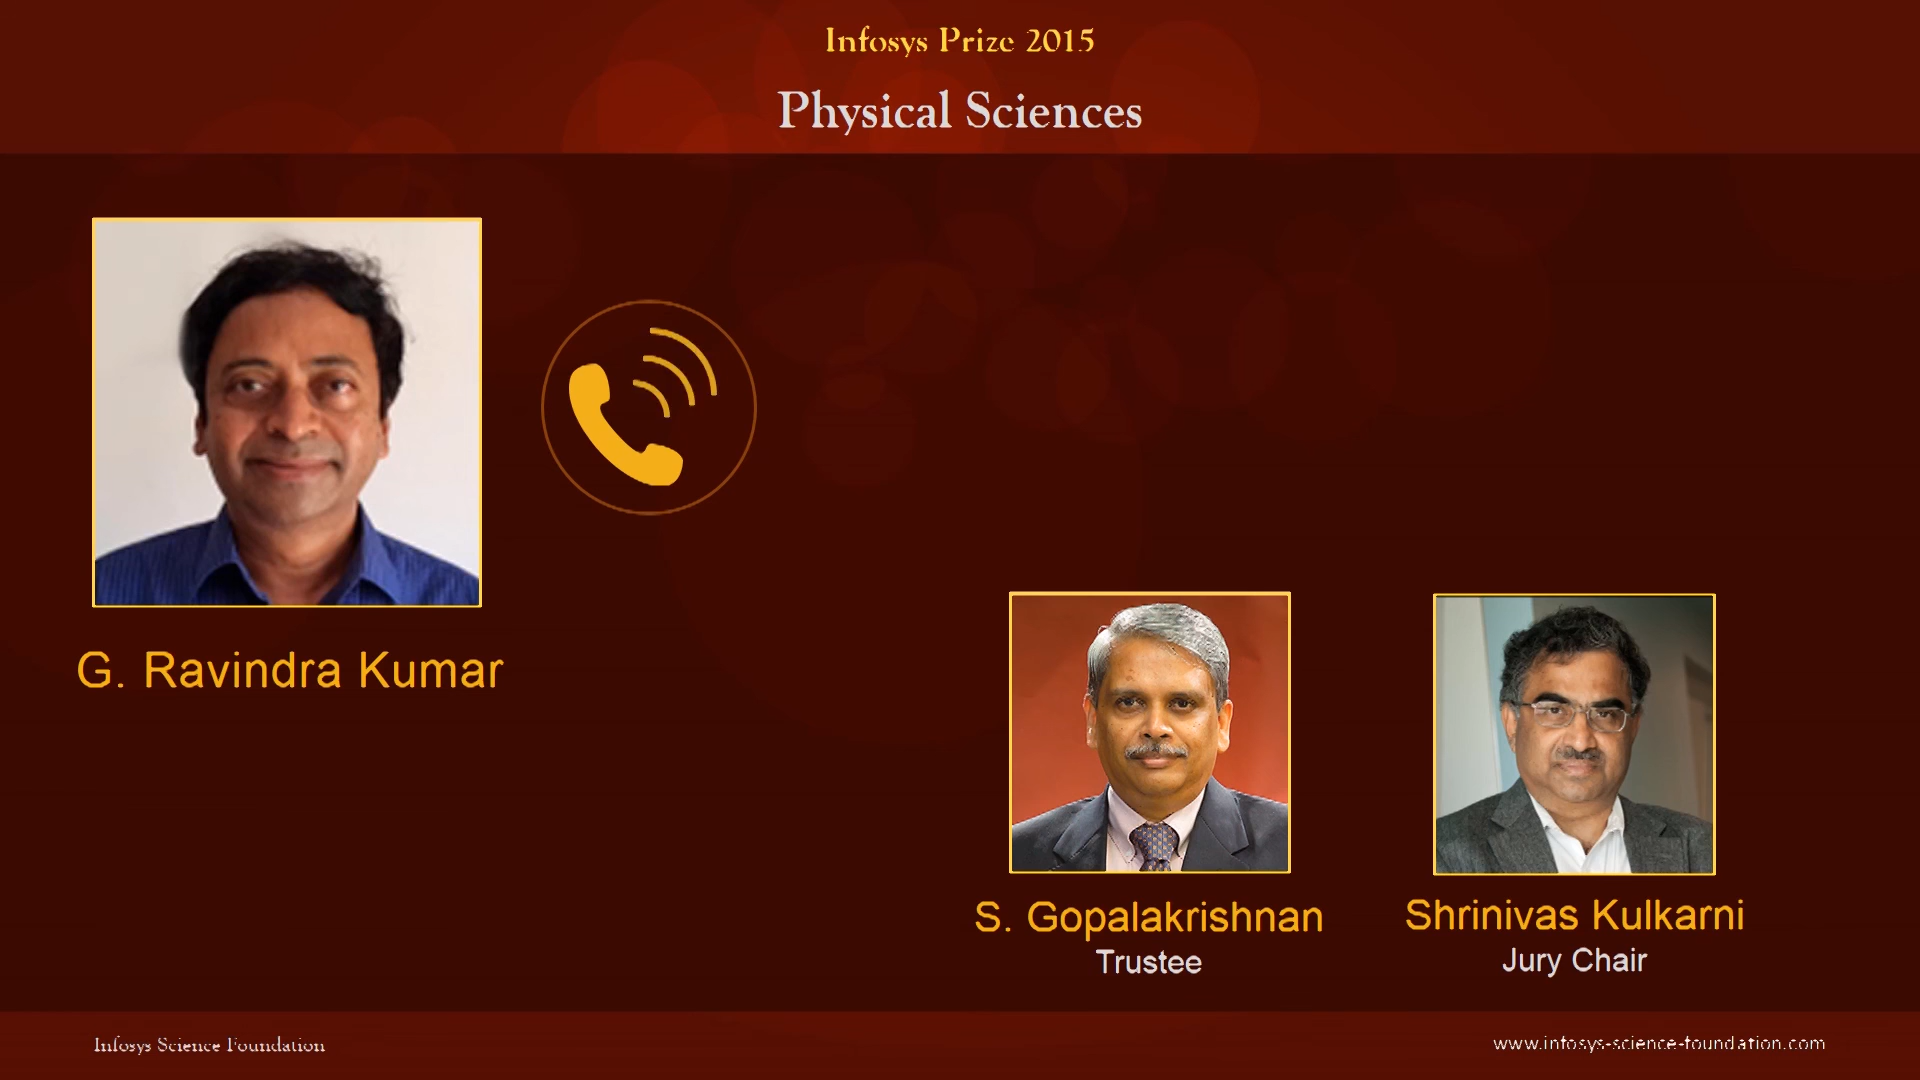 Infosys Prize 2015
Physical Sciences
G. Ravindra Kumar
S. Gopalakrishnan
Trustee
Shrinivas Kulkarni
Jury Chair
Infosys Science Foundation
www.infosys-science-foundation.com